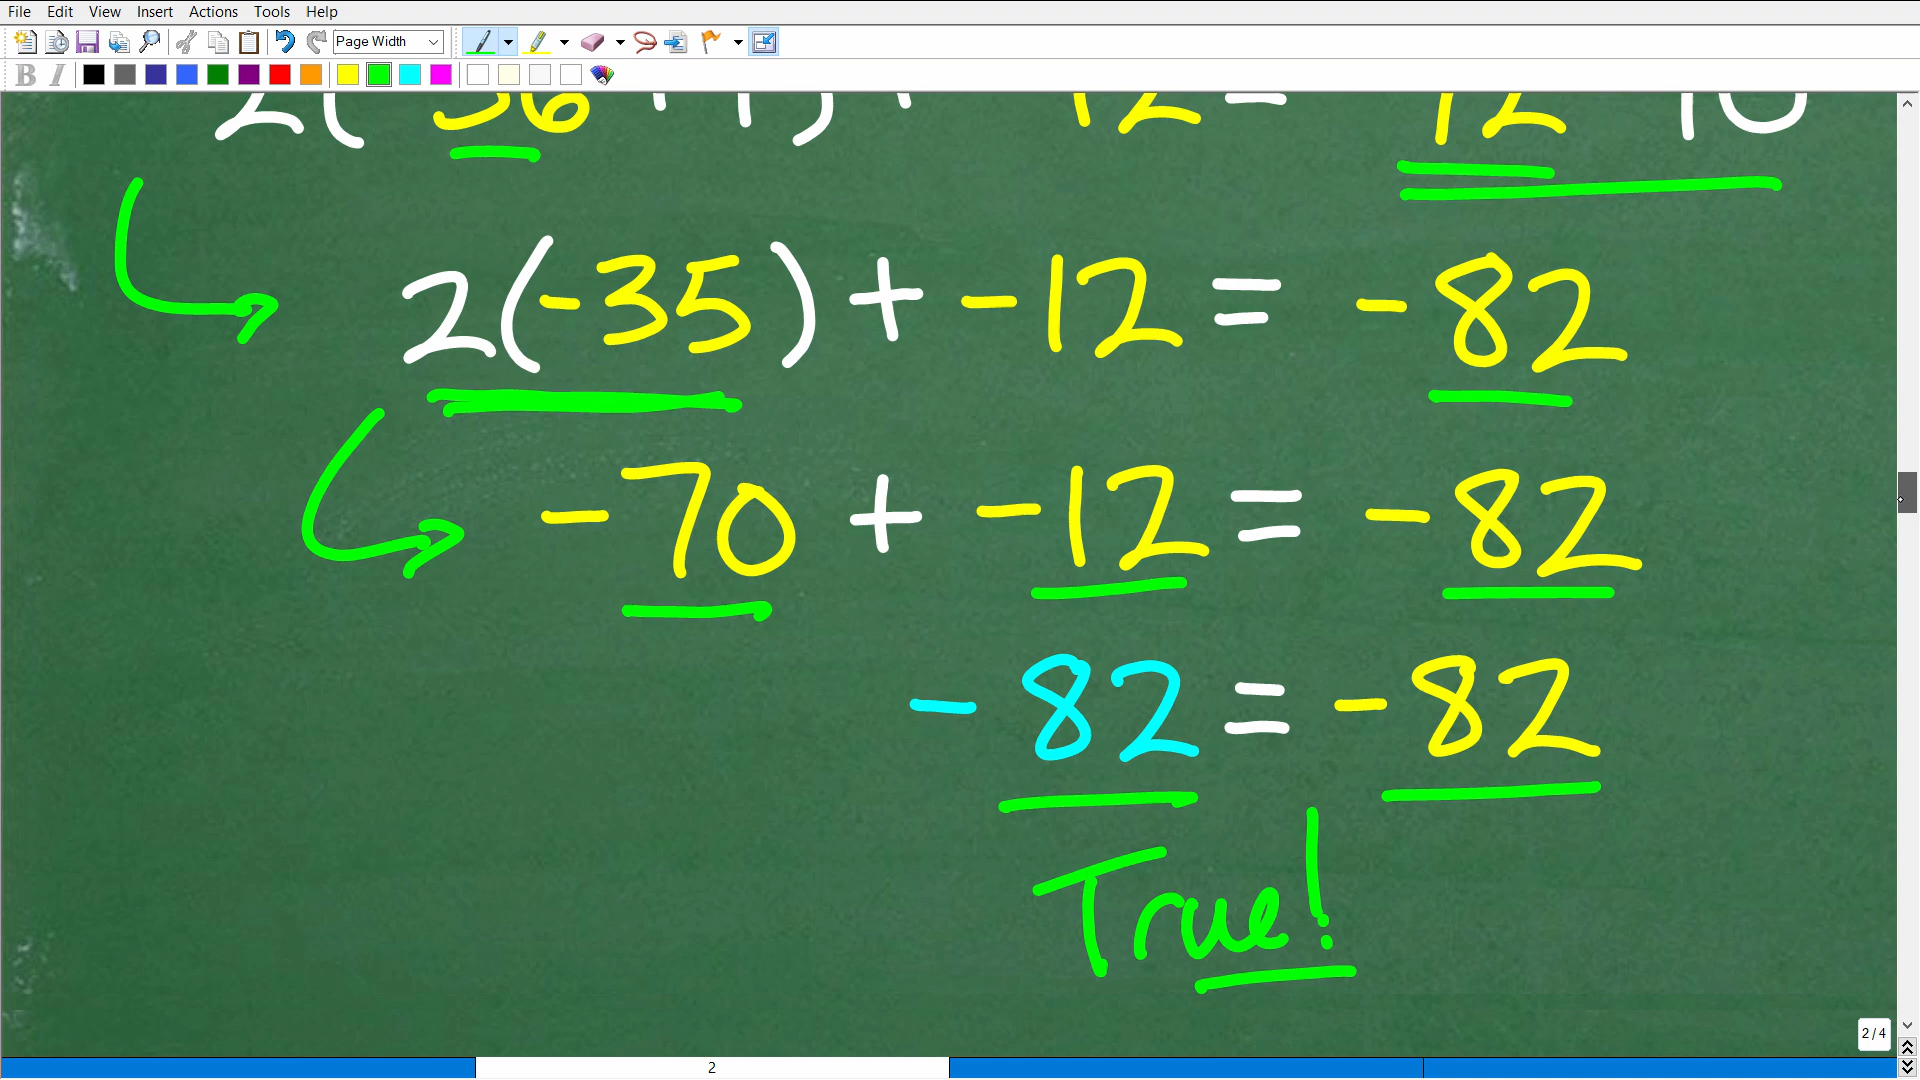 File Edit View Insert Actions Tools Help
Page Width
B I
2(-35) + -12 = -82
-70 + -12 = -82
-82 = -82
True!
2 / 4
2